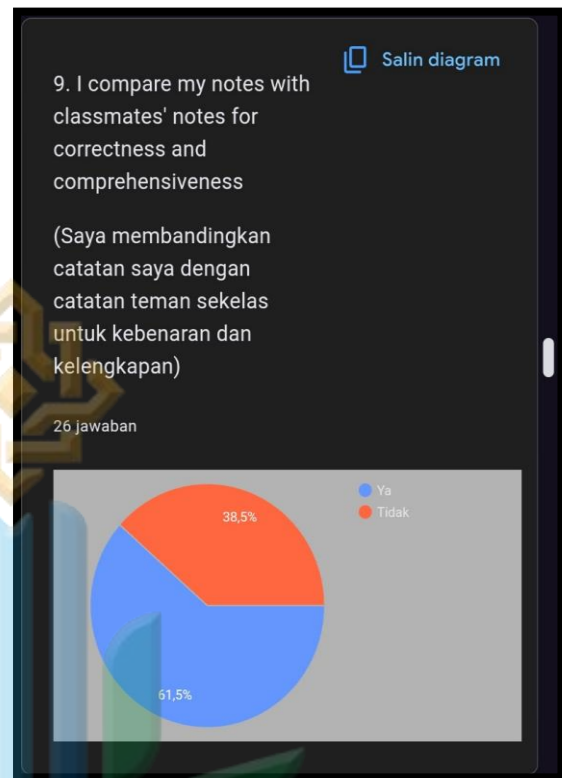 Salin diagram
9. I compare my notes with
classmates' notes for
correctness and
comprehensiveness
(Saya membandingkan
catatan saya dengan
catatan teman sekelas
untuk kebenaran dan
kelengkapan)
26 jawaban
Ya
Tidak
38,5%
61,5%